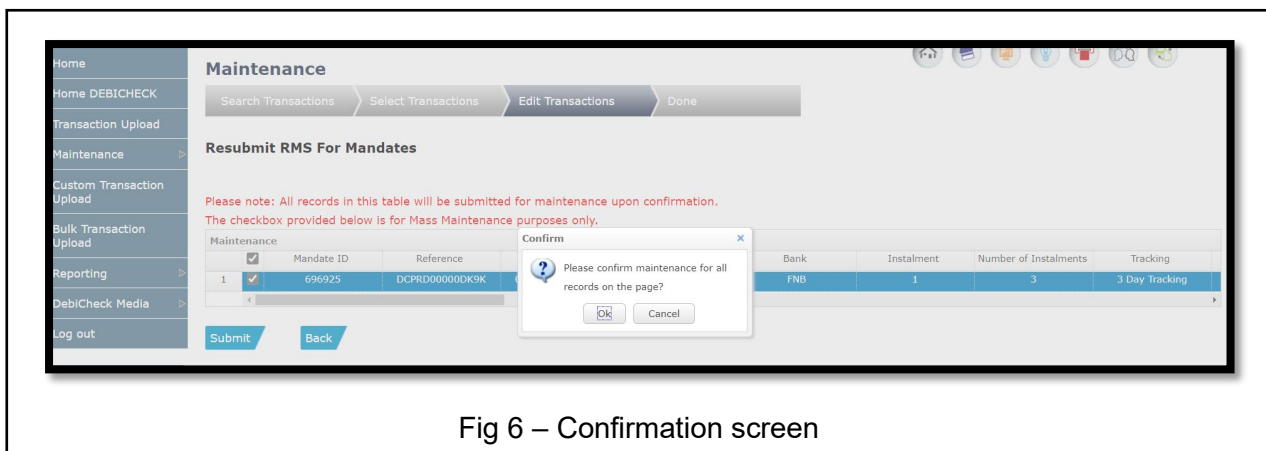 Home
Home DEBICHECK
Transaction Upload
Maintenance
Custom Transaction
Upload
Bulk Transaction
Upload
Reporting
DebiCheck Media
Log out
Maintenance
Search Transactions Select Transactions Edit Transactions Done
Resubmit RMS For Mandates
Please note: All records in this table will be submitted for maintenance upon confirmation.
The checkbox provided below is for Mass Maintenance purposes only.
Maintenance
Mandate ID Reference Bank Instalment Number of Instalments Tracking
1 696925 DCPRD00000DK9K FNB 1 3 3 Day Tracking
Confirm
Please confirm maintenance for all
records on the page?
Ok Cancel
Submit Back
Fig 6 – Confirmation screen